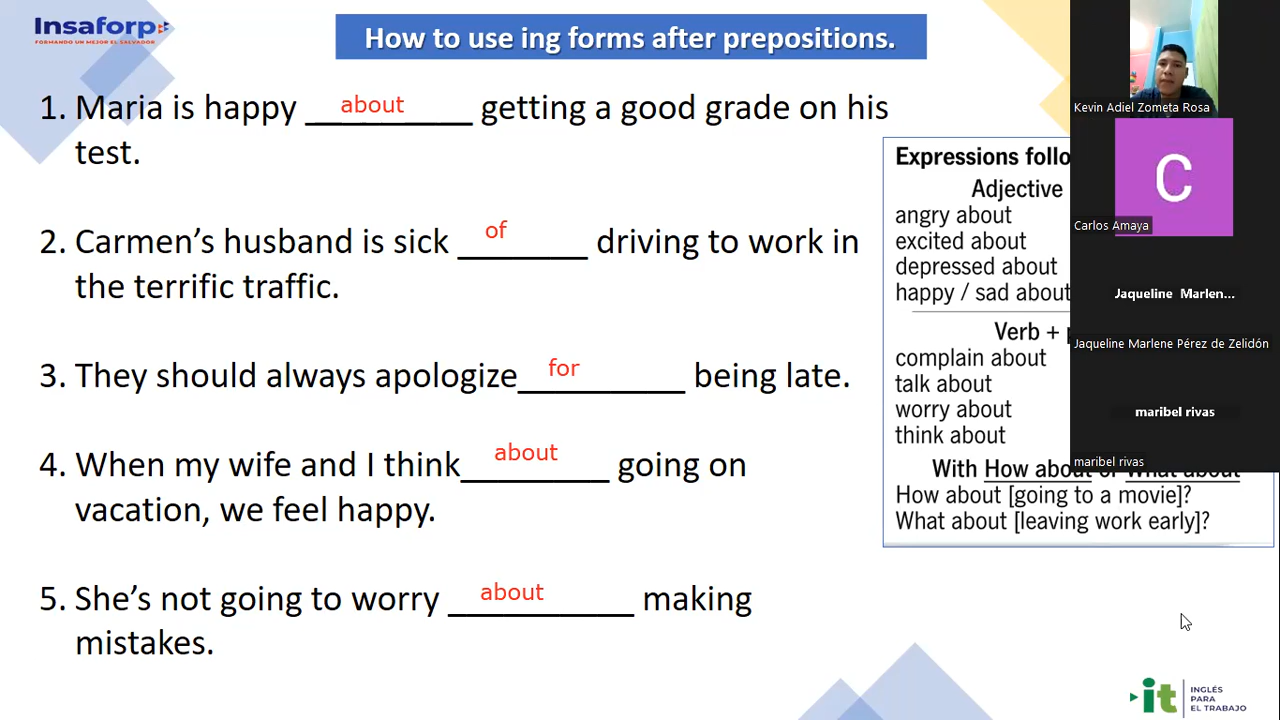 Insaforp
FORMANDO UN MEJOR EL SALVADOR
How to use ing forms after prepositions.
1. Maria is happy __________ getting a good grade on his
about
test.
2. Carmen's husband is sick ________ driving to work in
of
the terrific traffic.
3. They should always apologize__________ being late.
for
4. When my wife and I think_________ going on
about
vacation, we feel happy.
5. She's not going to worry ___________ making
about
mistakes.
Expressions follo
Adjective
angry about
excited about
depressed about
happy / sad about
Verb +
complain about
talk about
worry about
think about
With How about or What about
How about [going to a movie]?
What about [leaving work early]?
Kevin Adiel Zometa Rosa
C
Carlos Amaya
Jaqueline Marlen...
Jaqueline Marlene Pérez de Zelidón
maribel rivas
maribel rivas
it
INGLÉS
PARA
EL TRABAJO